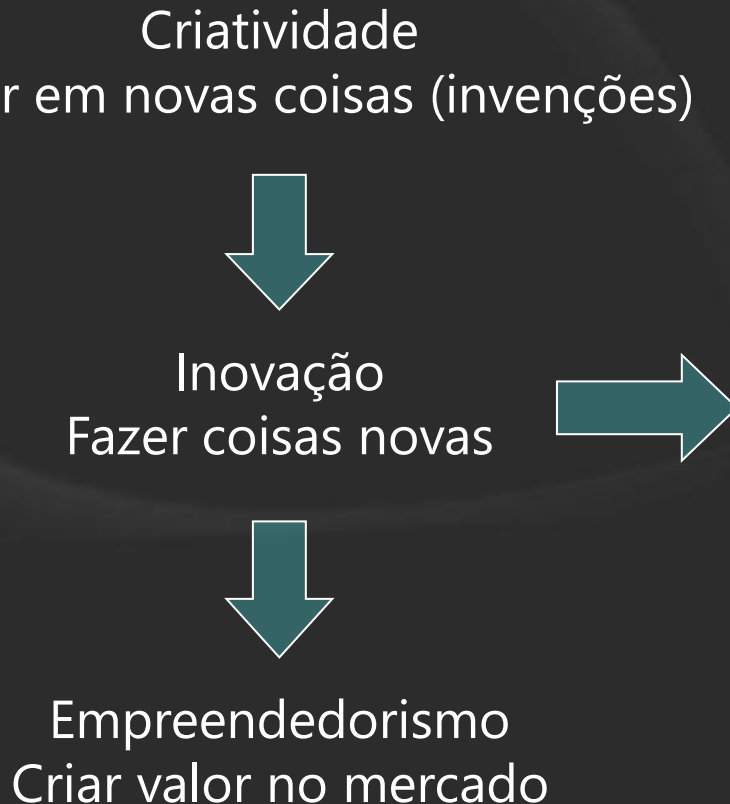 Criatividade
em novas coisas (invenções)
Inovação
Fazer coisas novas
Empreendedorismo
Criar valor no mercado